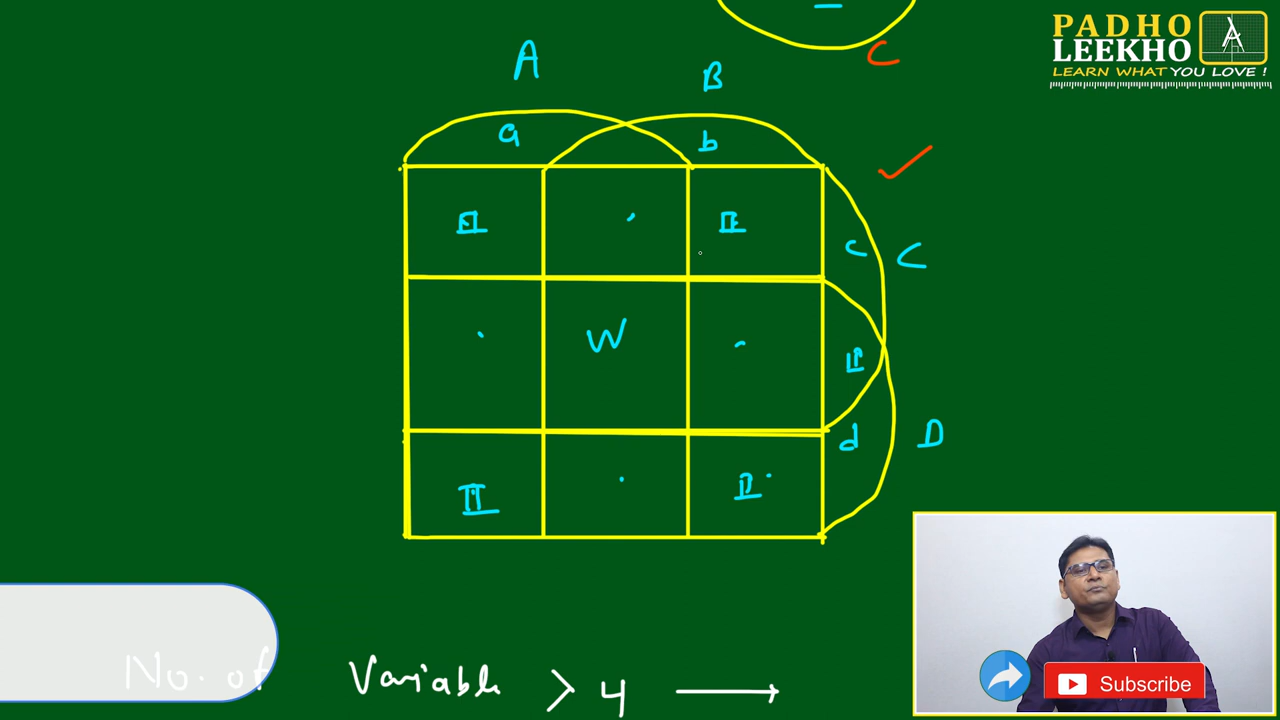 PADHO
LEEKHO
LEARN WHAT YOU LOVE !
C
A
B
a
b
c
C
W
d
D
No. of Variable > 4
Subscribe